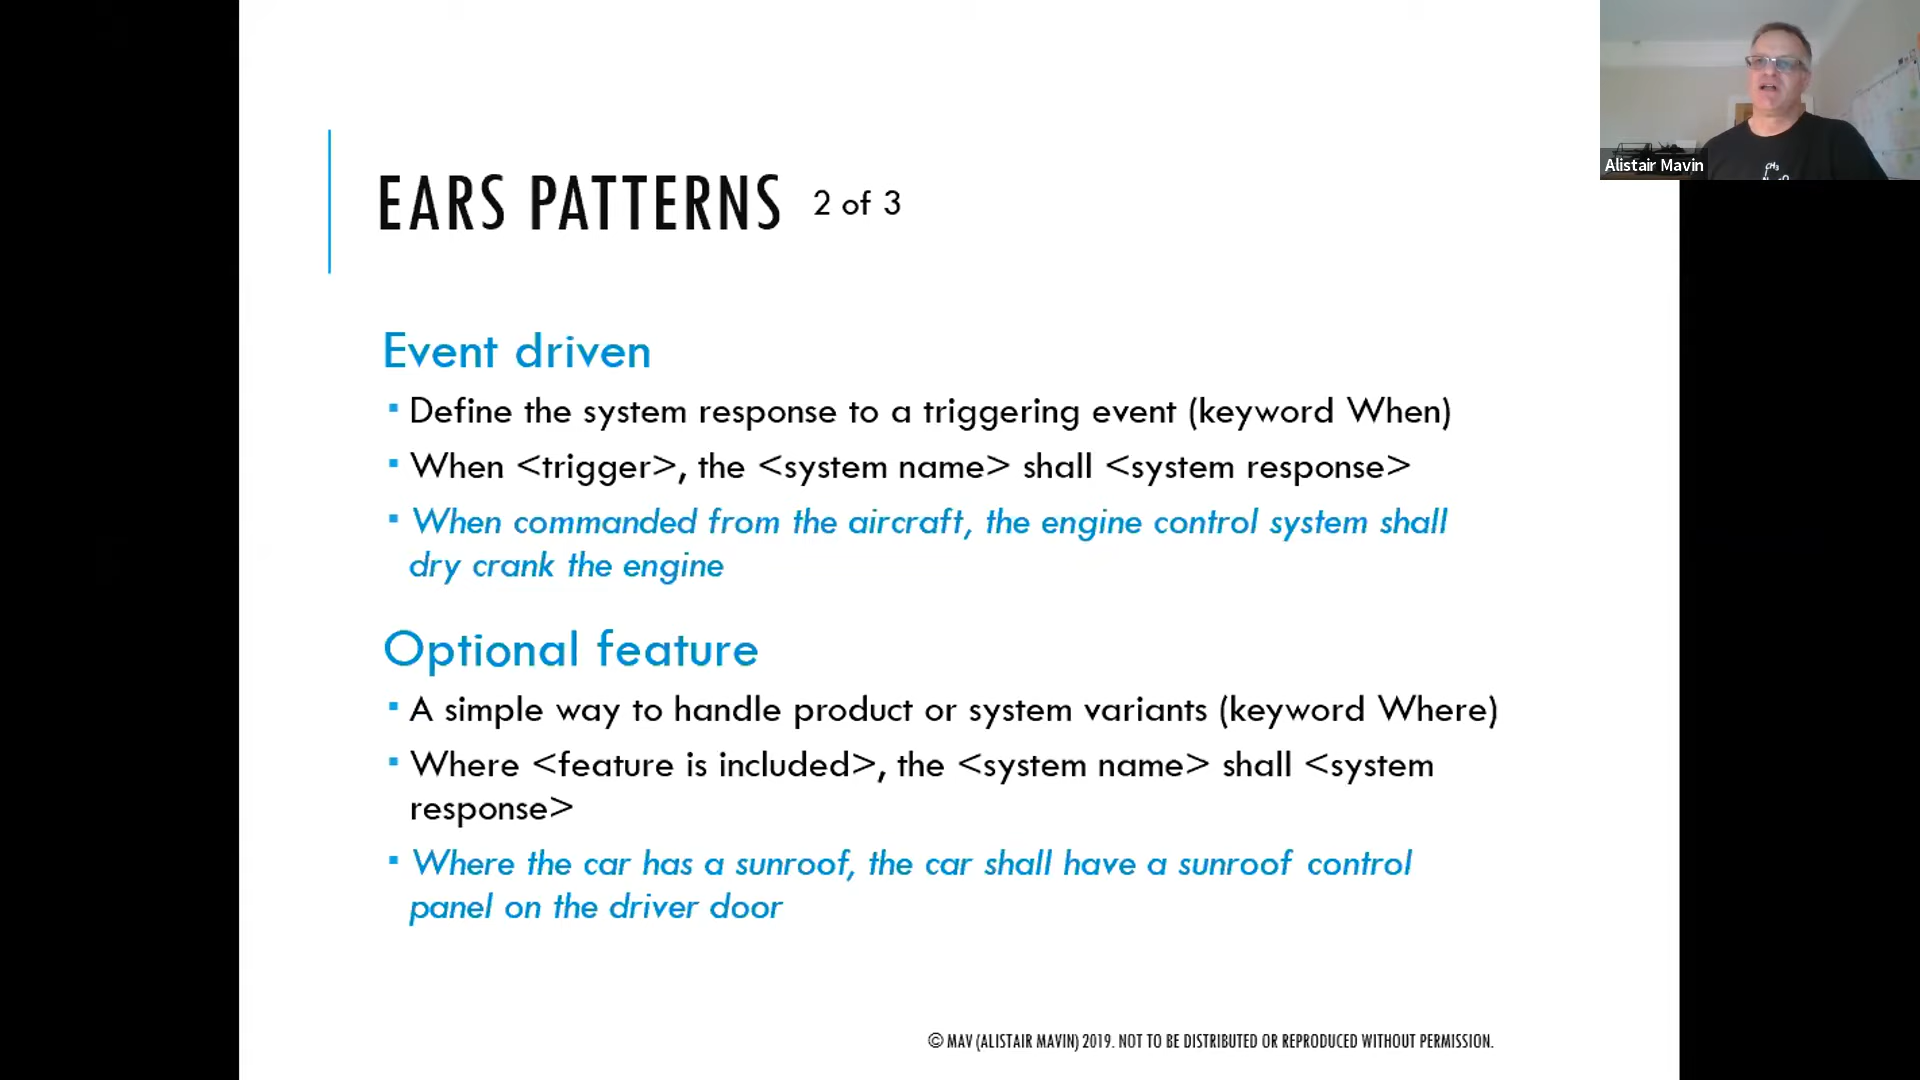 EARS PATTERNS 2 of 3
Alistair Mavin
Event driven
▪ Define the system response to a triggering event (keyword When)
▪ When <trigger>, the <system name> shall <system response>
▪ When commanded from the aircraft, the engine control system shall
dry crank the engine
Optional feature
▪ A simple way to handle product or system variants (keyword Where)
▪ Where <feature is included>, the <system name> shall <system
response>
▪ Where the car has a sunroof, the car shall have a sunroof control
panel on the driver door
© MAV (ALISTAIR MAVIN) 2019. NOT TO BE DISTRIBUTED OR REPRODUCED WITHOUT PERMISSION.